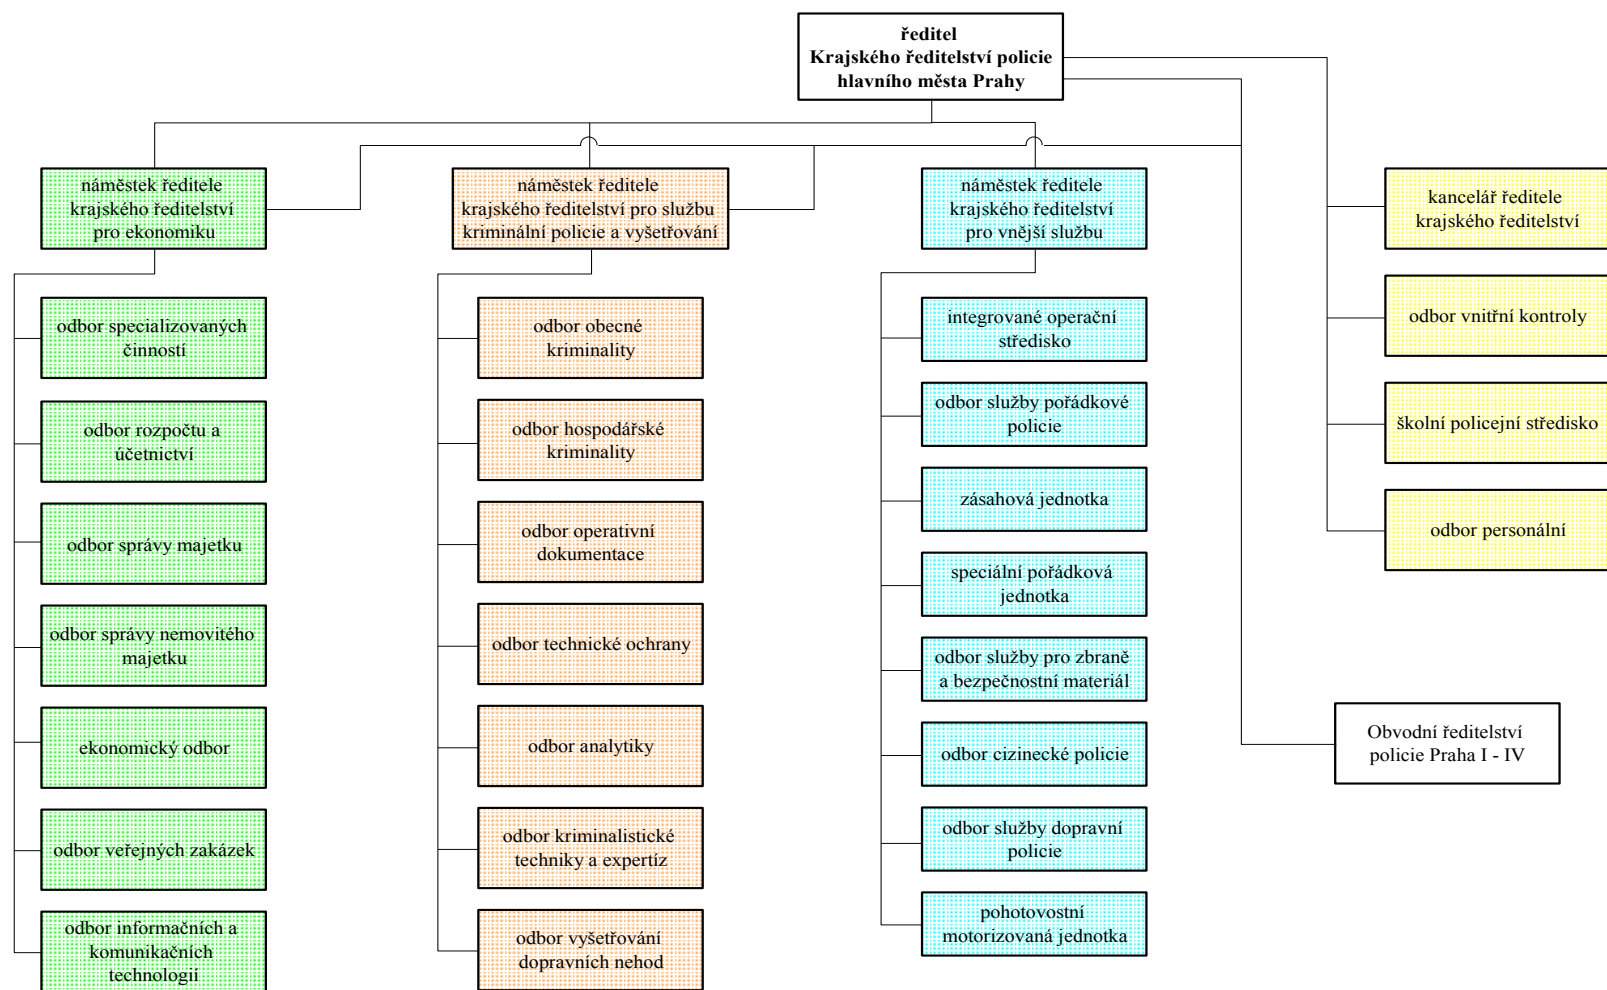 ředitel
Krajského ředitelství policie
hlavního města Prahy
náměstek ředitele
krajského ředitelství
pro ekonomiku
náměstek ředitele
krajského ředitelství pro službu
kriminální policie a vyšetřování
náměstek ředitele
krajského ředitelství
pro vnější službu
kancelář ředitele
krajského ředitelství
odbor specializovaných
činností
odbor rozpočtu a
účetnictví
odbor správy majetku
odbor správy nemovitého
majetku
ekonomický odbor
odbor veřejných zakázek
odbor informačních a
komunikačních
technologií
odbor obecné
kriminality
odbor hospodářské
kriminality
odbor operativní
dokumentace
odbor technické ochrany
odbor analytiky
odbor kriminalistické
techniky a expertíz
odbor vyšetřování
dopravních nehod
integrované operační
středisko
odbor služby pořádkové
policie
zásahová jednotka
speciální pořádková
jednotka
odbor služby pro zbraně
a bezpečnostní materiál
odbor cizinecké policie
odbor služby dopravní
policie
pohotovostní
motorizovaná jednotka
odbor vnitřní kontroly
školní policejní středisko
odbor personální
Obvodní ředitelství
policie Praha I - IV